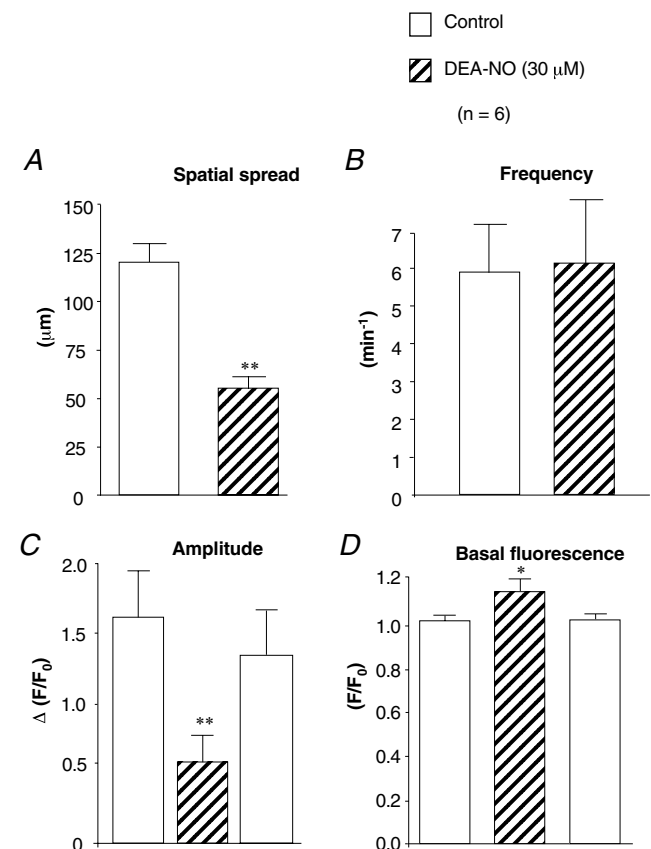 Control
DEA-NO (30 μM)
(n = 6)
A
Spatial spread
150
125
100
75
50
25
0
(μm)
**
B
Frequency
7
6
5
4
3
2
1
0
(min⁻¹)
C
Amplitude
2.0
1.5
1.0
0.5
0
Δ (F/F₀)
**
D
Basal fluorescence
1.2
1.0
0.8
0.6
0.4
0.2
0.0
(F/F₀)
*